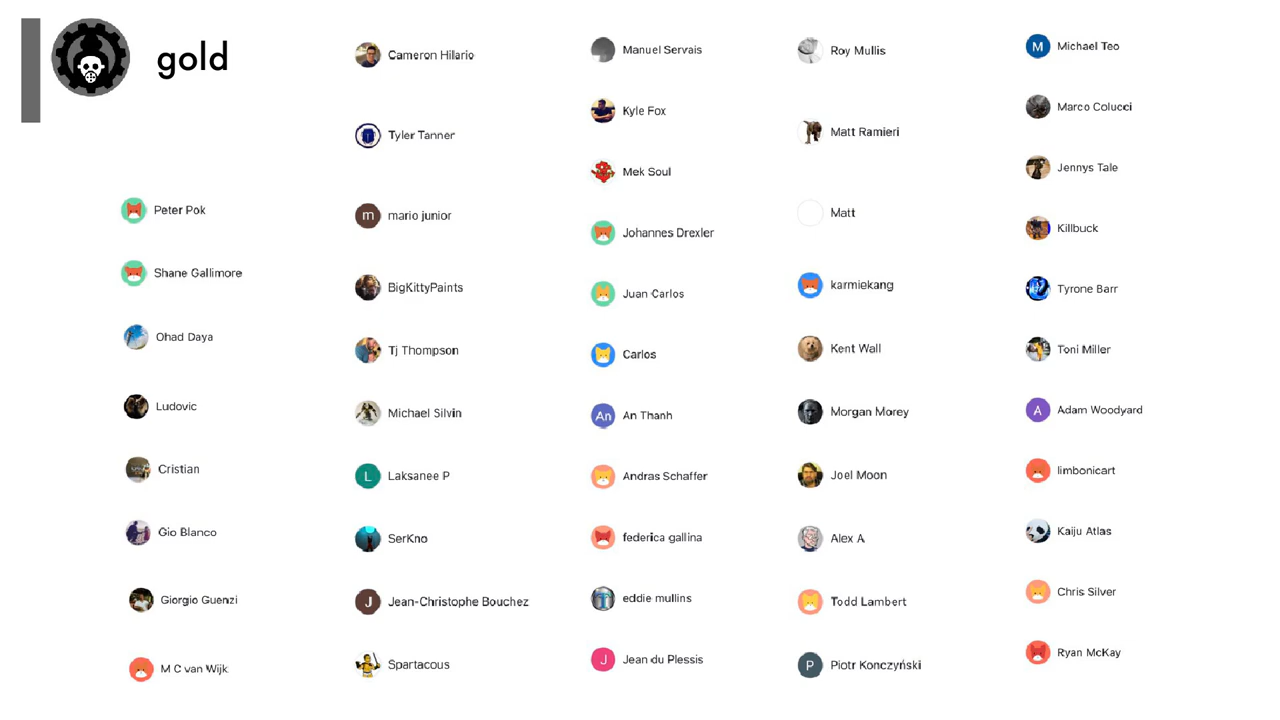 gold
Peter Pok
Shane Gallimore
Ohad Daya
Ludovic
Cristian
Gio Blanco
Giorgio Guenzi
M C van Wijk
Cameron Hilario
Tyler Tanner
m mario junior
BigKittyPaints
Tj Thompson
Michael Silvin
L Laksanee P
SerKno
J Jean-Christophe Bouchez
Spartacous
Manuel Servais
Kyle Fox
Mek Soul
Johannes Drexler
Juan Carlos
Carlos
An An Thanh
Andras Schaffer
federica gallina
eddie mullins
J Jean du Plessis
Roy Mullis
Matt Ramieri
Matt
karmiekang
Kent Wall
Morgan Morey
Joel Moon
Alex A
Todd Lambert
P Piotr Konczyński
M Michael Teo
Marco Colucci
Jennys Tale
Killbuck
Tyrone Barr
Toni Miller
A Adam Woodyard
limbonicart
Kaiju Atlas
Chris Silver
Ryan McKay